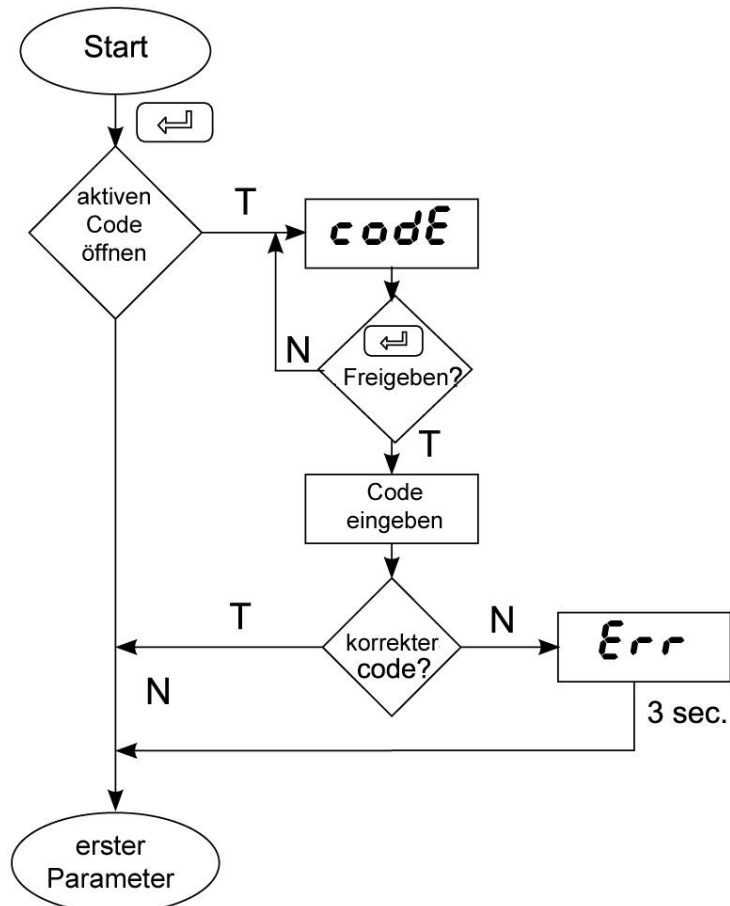 Start
aktiven
Code
öffnen
T
codE
N
Freigeben?
T
Code
eingeben
T
korrekter
code?
N
Err
N
3 sec.
erster
Parameter